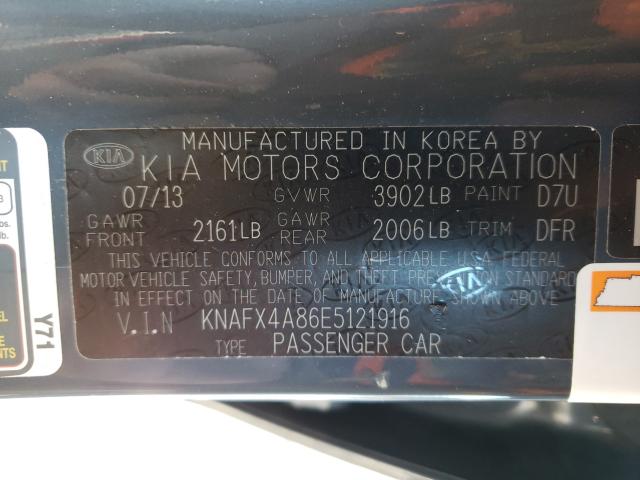 MANUFACTURED IN KOREA BY
KIA KIA MOTORS CORPORATION
07/13 GVWR 3902LB PAINT D7U
GAWR FRONT 2161LB GAWR REAR 2006LB TRIM DFR
THIS VEHICLE CONFORMS TO ALL APPLICABLE U.S.A. FEDERAL
MOTOR VEHICLE SAFETY, BUMPER, AND THEFT PREVENTION STANDARDS
IN EFFECT ON THE DATE OF MANUFACTURE SHOWN ABOVE.
V.I.N KNAFX4A86E5121916
TYPE PASSENGER CAR
Y71